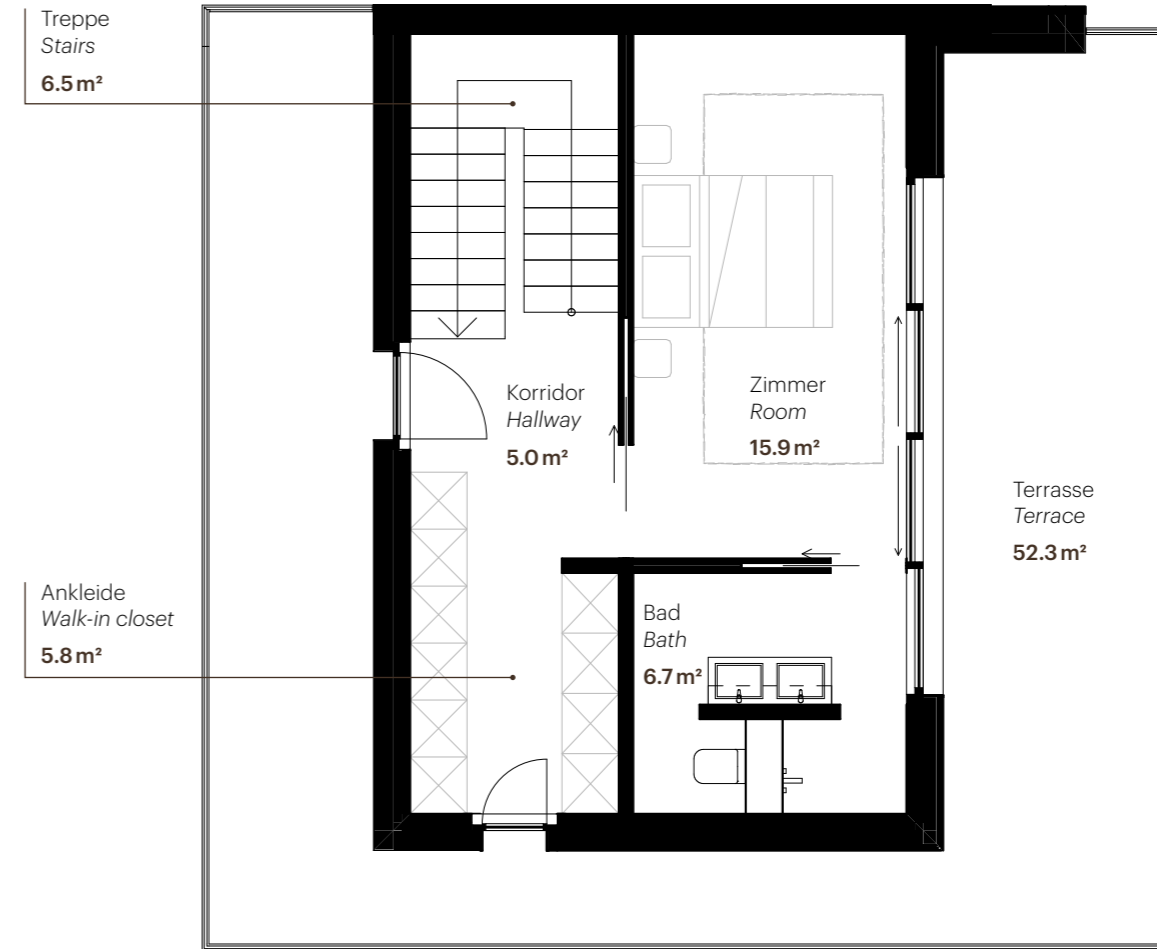 Treppe
Stairs
6.5 m²
Korridor
Hallway
5.0 m²
Zimmer
Room
15.9 m²
Terrasse
Terrace
52.3 m²
Ankleide
Walk-in closet
5.8 m²
Bad
Bath
6.7 m²